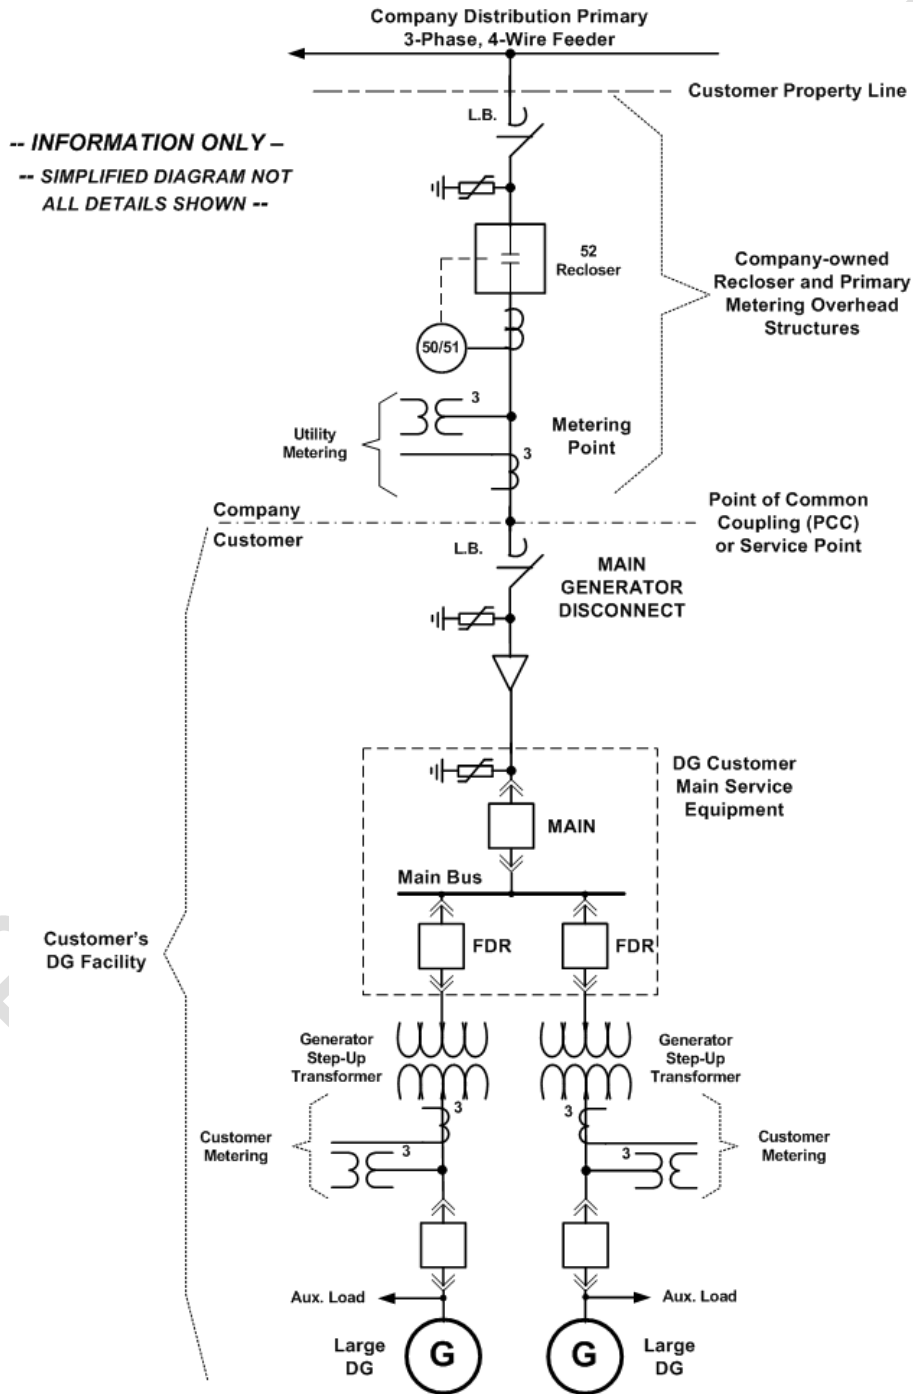 Company Distribution Primary
3-Phase, 4-Wire Feeder
Customer Property Line
L.B.
-- INFORMATION ONLY –
-- SIMPLIFIED DIAGRAM NOT
ALL DETAILS SHOWN --
52
Recloser
Company-owned
Recloser and Primary
Metering Overhead
Structures
50/51
3
Utility
Metering
Metering
Point
3
Company
Customer
Point of Common
Coupling (PCC)
or Service Point
L.B.
MAIN
GENERATOR
DISCONNECT
DG Customer
Main Service
Equipment
MAIN
Main Bus
FDR
FDR
Customer's
DG Facility
Generator
Step-Up
Transformer
Generator
Step-Up
Transformer
3
3
Customer
Metering
3
3
Customer
Metering
Aux. Load
Aux. Load
Large
DG
G
G
Large
DG